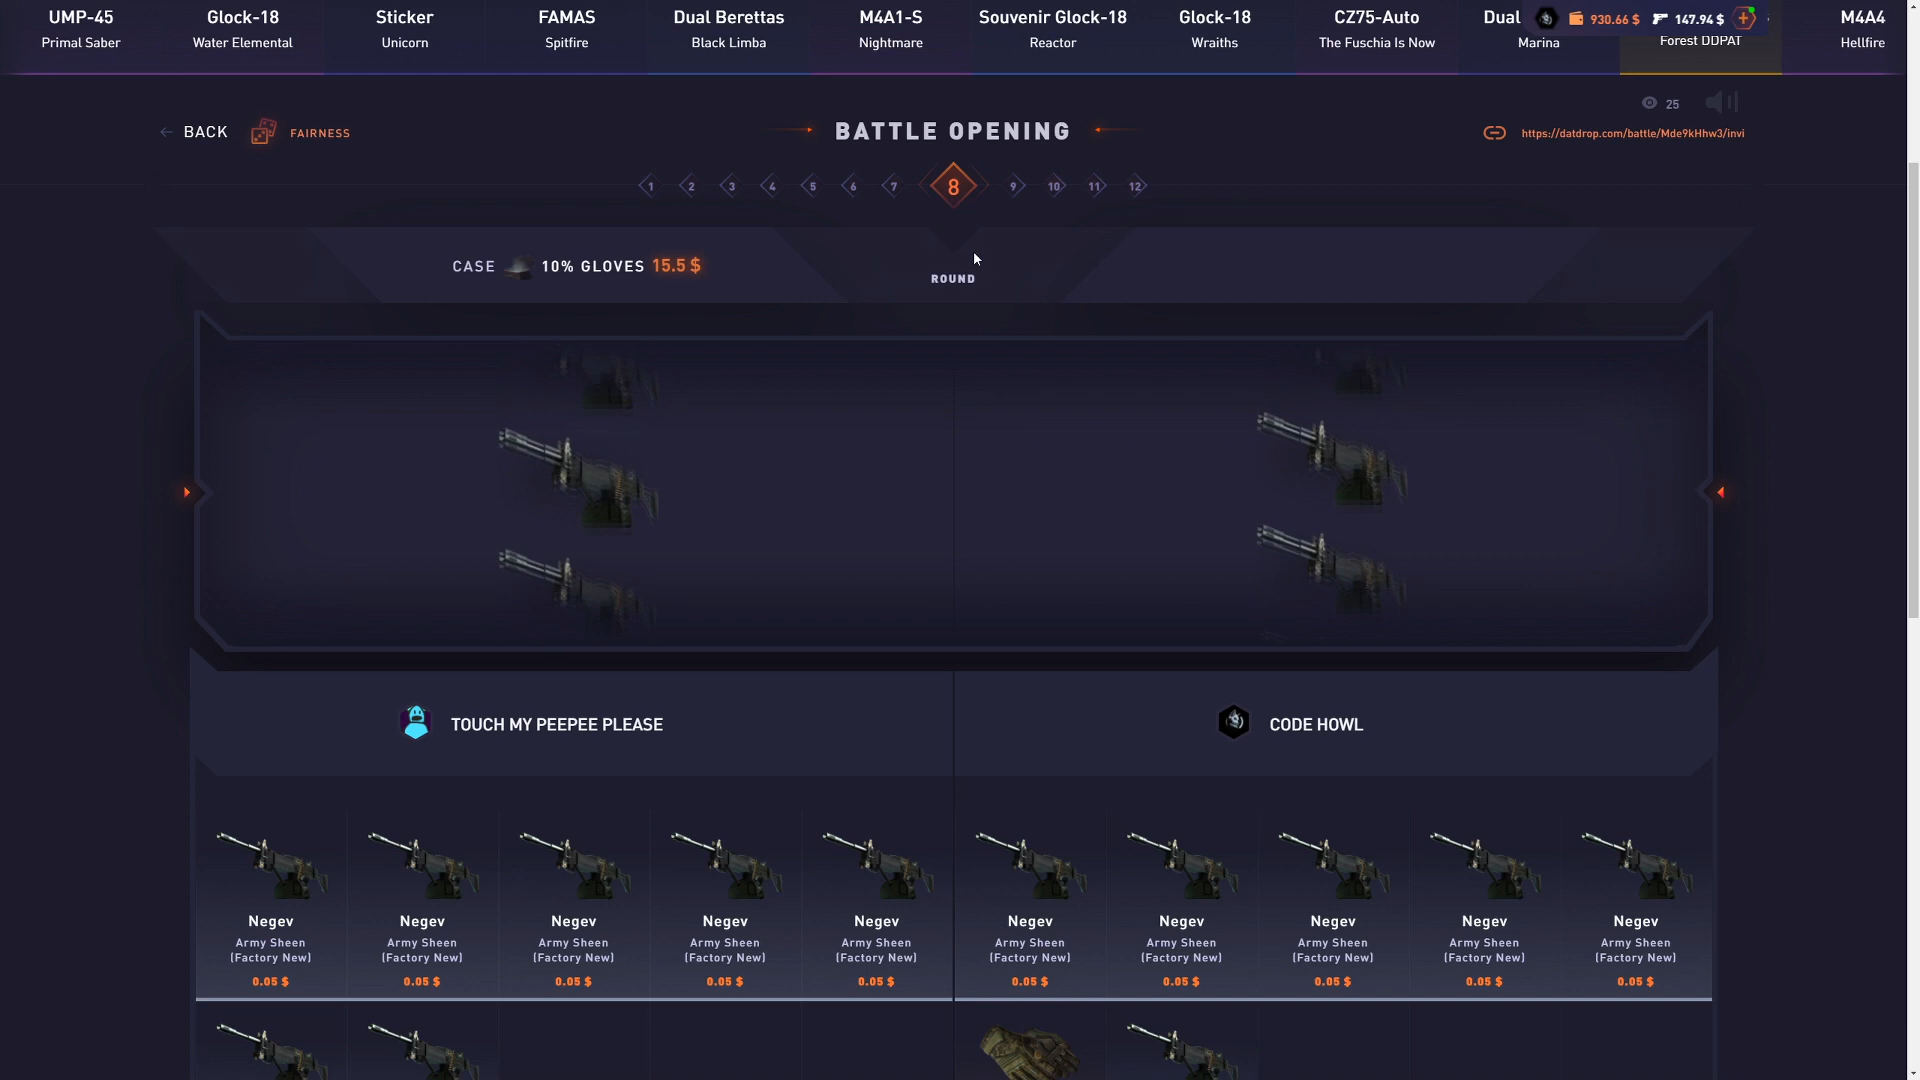 UMP-45 Glock-18 Sticker FAMAS Dual Berettas M4A1-S Souvenir Glock-18 Glock-18 CZ75-Auto Dual 930.66 $ 147.94 $ M4A4
Primal Saber Water Elemental Unicorn Spitfire Black Limba Nightmare Reactor Wraiths The Fuschia Is Now Marina Forest DDPAT Hellfire
25
BACK FAIRNESS BATTLE OPENING https://datdrop.com/battle/Mde9kHhw3/invi
1 2 3 4 5 6 7 8 9 10 11 12
CASE 10% GLOVES 15.5 $
ROUND
TOUCH MY PEEPEE PLEASE CODE HOWL
Negev Negev Negev Negev Negev Negev Negev Negev Negev Negev
Army Sheen Army Sheen Army Sheen Army Sheen Army Sheen Army Sheen Army Sheen Army Sheen Army Sheen Army Sheen
(Factory New) (Factory New) (Factory New) (Factory New) (Factory New) (Factory New) (Factory New) (Factory New) (Factory New) (Factory New)
0.05 $ 0.05 $ 0.05 $ 0.05 $ 0.05 $ 0.05 $ 0.05 $ 0.05 $ 0.05 $ 0.05 $